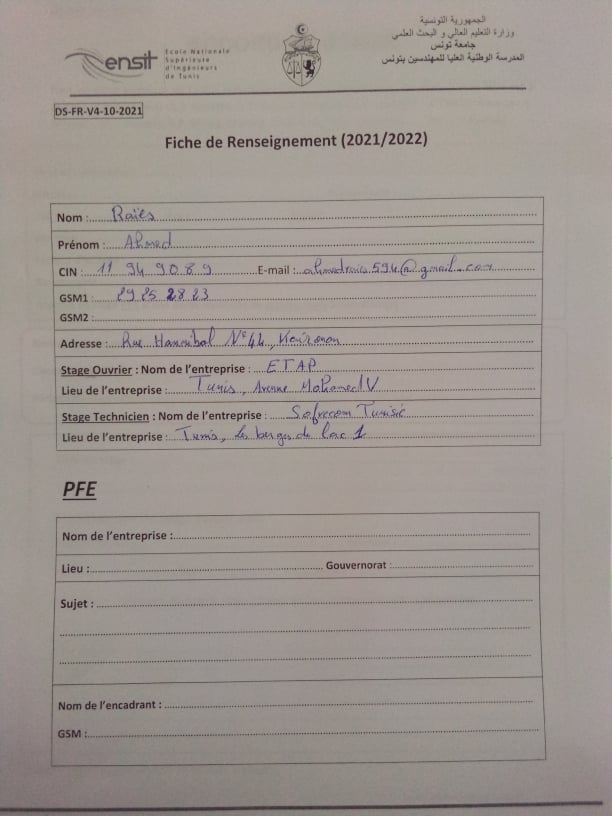 ensit
Ecole Nationale
Supérieure
d'Ingénieurs
de Tunis
الجمهورية التونسية
وزارة التعليم العالي و البحث العلمي
جامعة تونس
المدرسة الوطنية العليا للمهندسين بتونس
DS-FR-V4-10-2021
Fiche de Renseignement (2021/2022)
Nom : Raïes
Prénom : Ahmed
CIN : 11 94 90 89 E-mail : ahmedraies594@gmail.com
GSM1 : 29 25 28 23
GSM2 :
Adresse : Rue Hannibal N°44, Kairouan
Stage Ouvrier : Nom de l'entreprise : ETAP
Lieu de l'entreprise : Tunis, Avenue Mohamed V
Stage Technicien : Nom de l'entreprise : Sofrecom Tunisie
Lieu de l'entreprise : Tunis, les berges du lac 1
PFE
Nom de l'entreprise :
Lieu : Gouvernorat :
Sujet :
Nom de l'encadrant :
GSM :